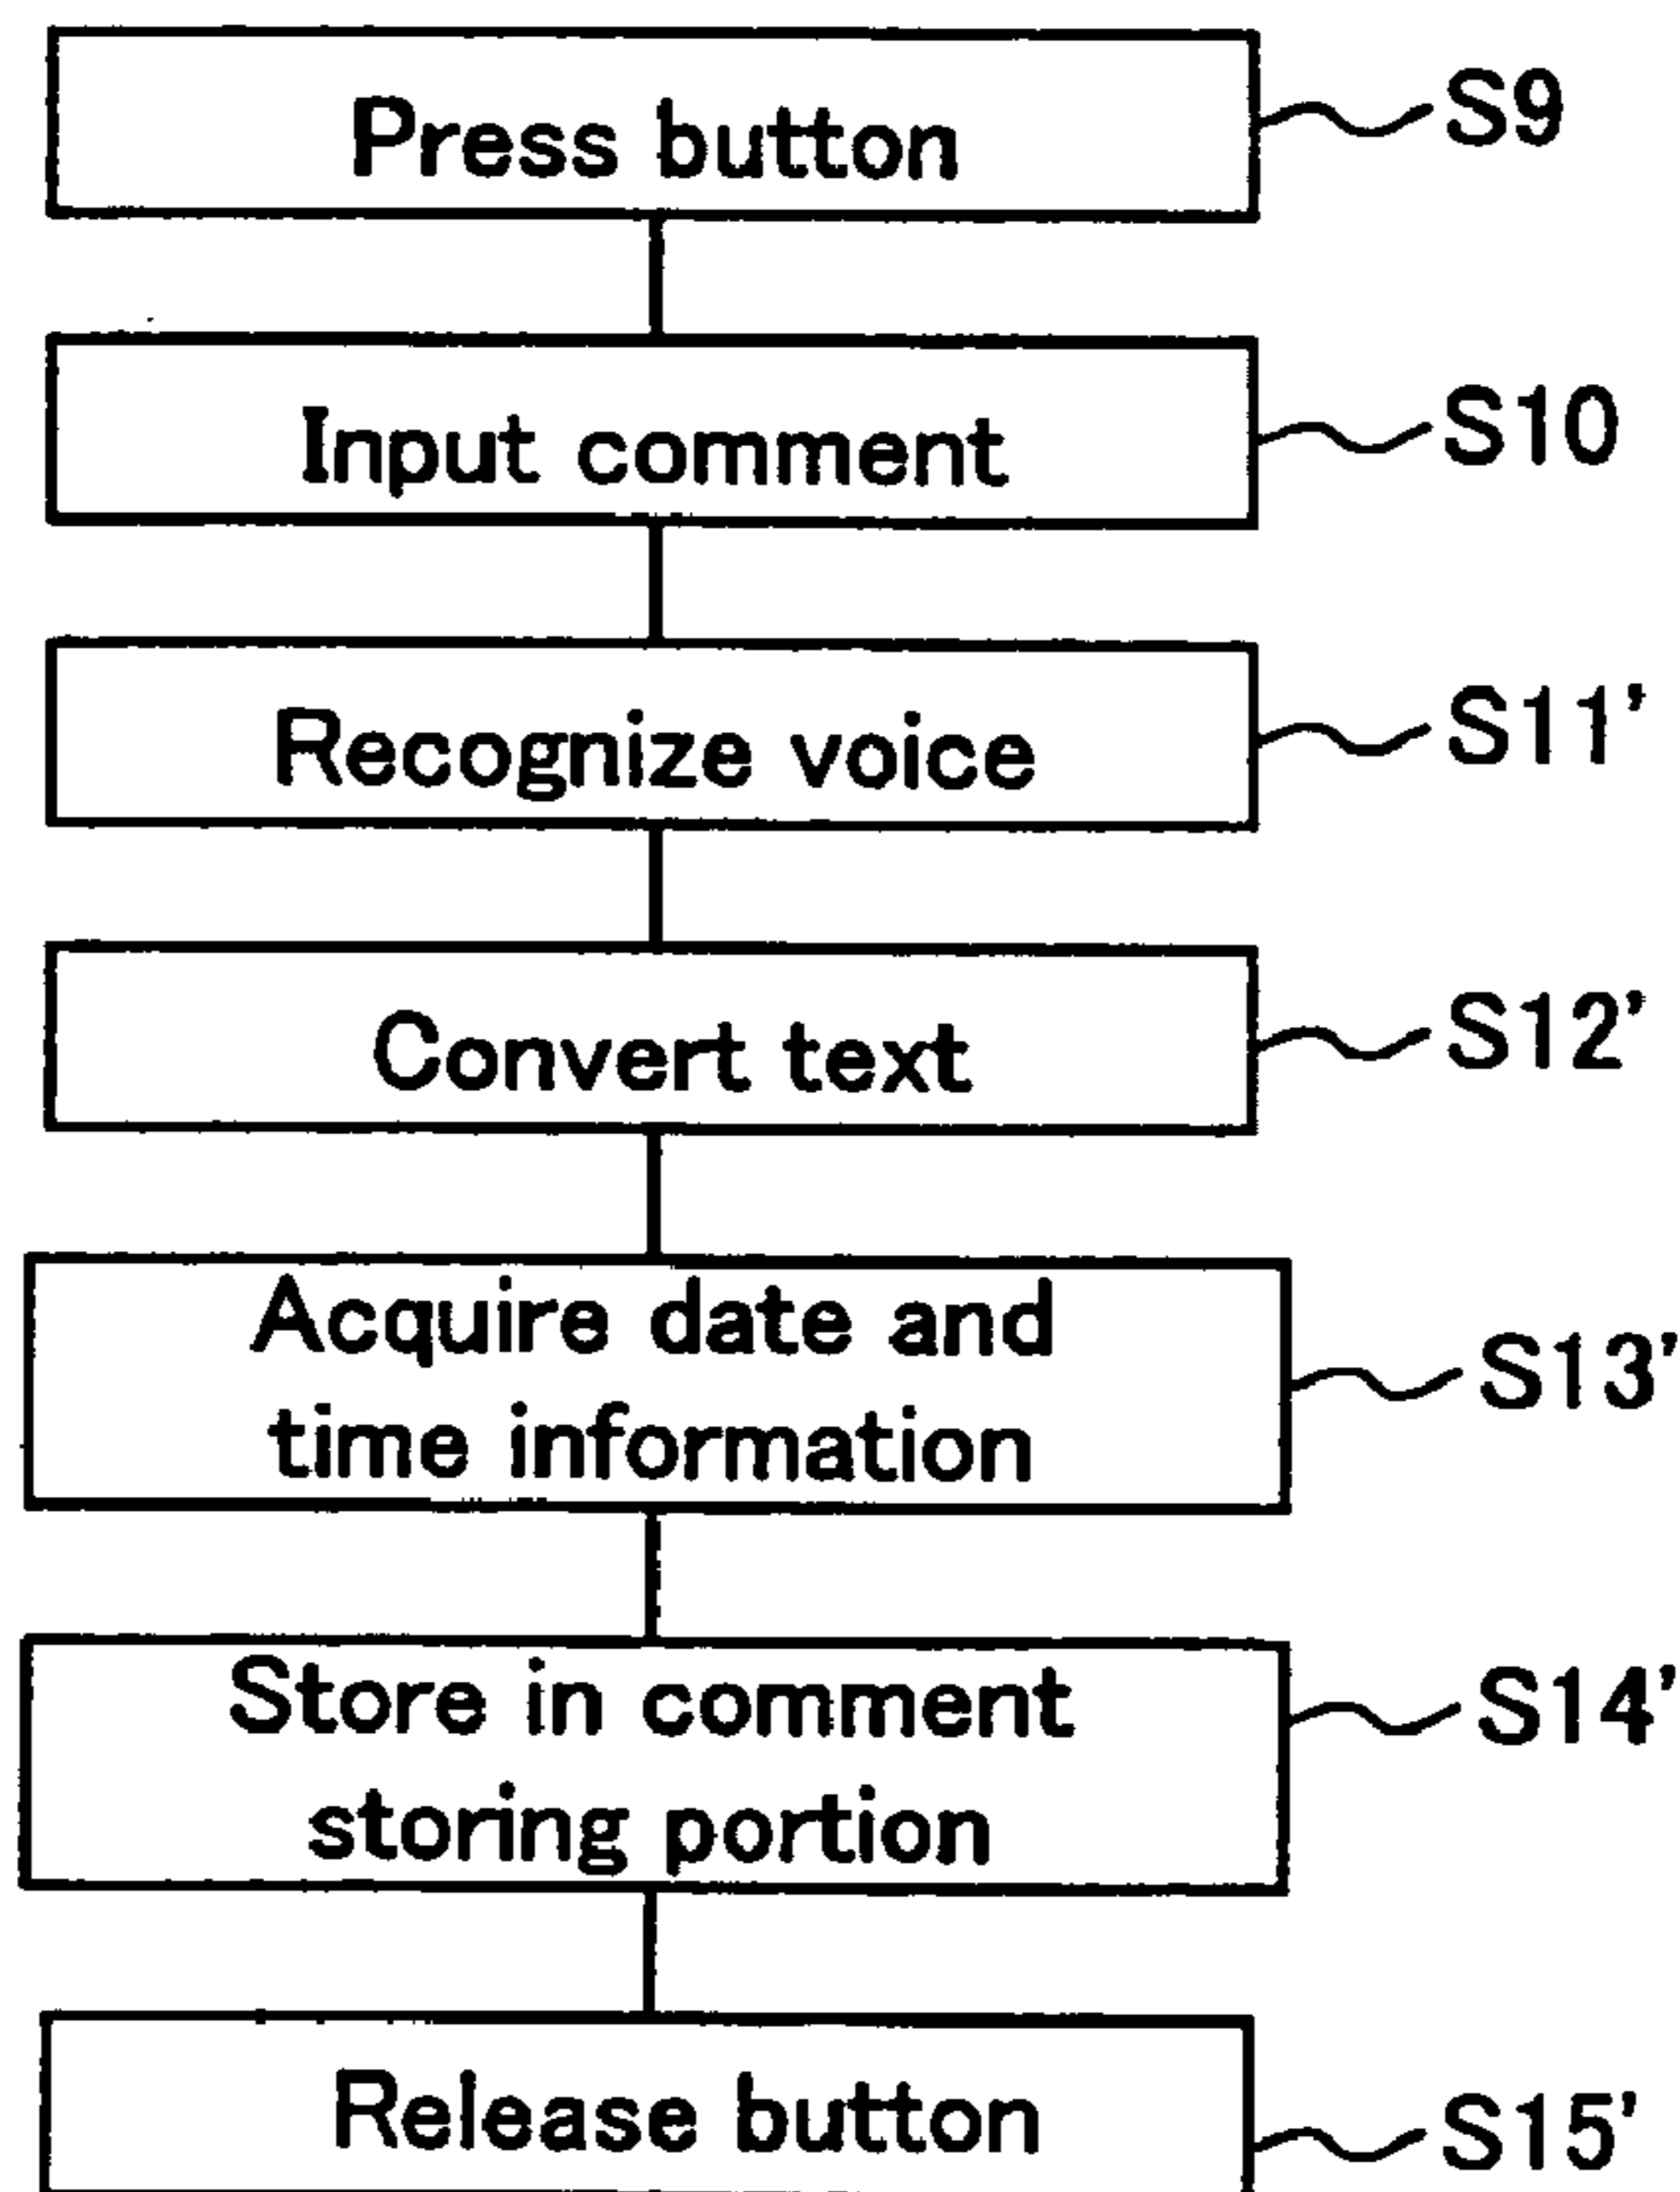 Press button S9
Input comment S10
Recognize voice S11'
Convert text S12'
Acquire date and
time information S13'
Store in comment S14'
storing portion
Release button S15'